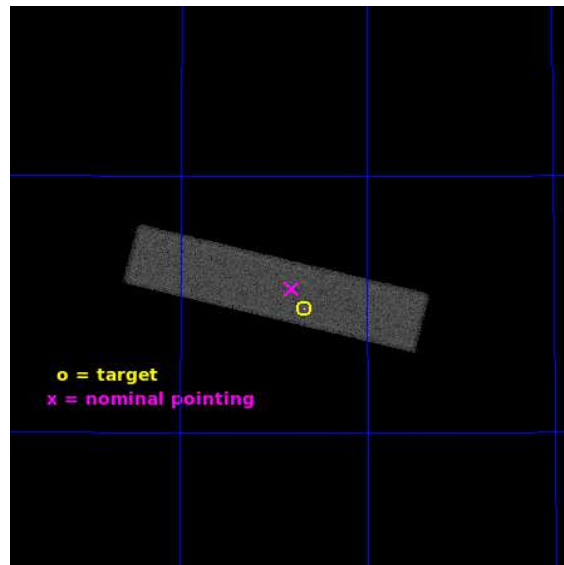 o = target
x = nominal pointing